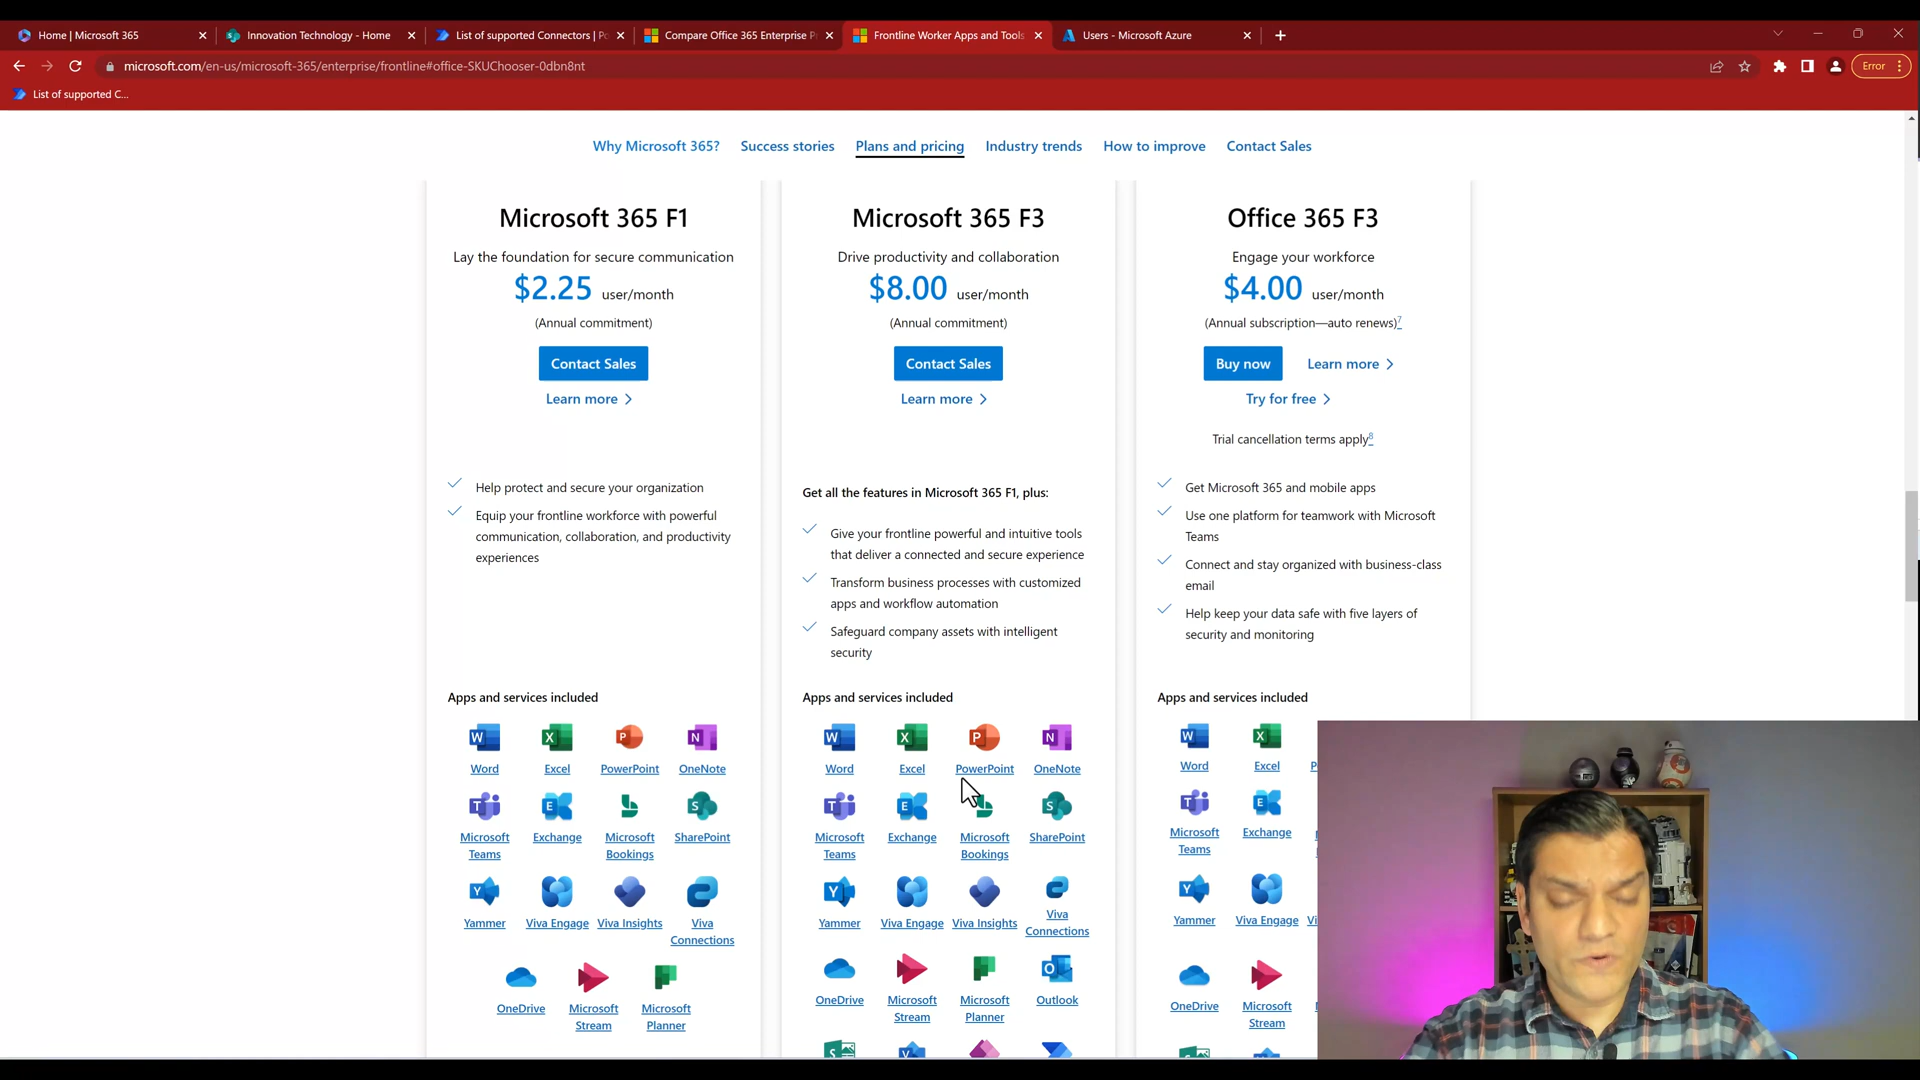 Home | Microsoft 365
Innovation Technology - Home
List of supported Connectors | Po
Compare Office 365 Enterprise Pr
Frontline Worker Apps and Tools
Users - Microsoft Azure
microsoft.com/en-us/microsoft-365/enterprise/frontline#office-SKUChooser-0dbn8nt
Error
List of supported C...
Why Microsoft 365?
Success stories
Plans and pricing
Industry trends
How to improve
Contact Sales
Microsoft 365 F1
Lay the foundation for secure communication
$2.25 user/month
(Annual commitment)
Contact Sales
Learn more
Help protect and secure your organization
Equip your frontline workforce with powerful
communication, collaboration, and productivity
experiences
Apps and services included
Word
Excel
PowerPoint
OneNote
Microsoft
Teams
Exchange
Microsoft
Bookings
SharePoint
Yammer
Viva Engage
Viva Insights
Viva
Connections
OneDrive
Microsoft
Stream
Microsoft
Planner
Microsoft 365 F3
Drive productivity and collaboration
$8.00 user/month
(Annual commitment)
Contact Sales
Learn more
Get all the features in Microsoft 365 F1, plus:
Give your frontline powerful and intuitive tools
that deliver a connected and secure experience
Transform business processes with customized
apps and workflow automation
Safeguard company assets with intelligent
security
Apps and services included
Word
Excel
PowerPoint
OneNote
Microsoft
Teams
Exchange
Microsoft
Bookings
SharePoint
Yammer
Viva Engage
Viva Insights
Viva
Connections
OneDrive
Microsoft
Stream
Microsoft
Planner
Outlook
Office 365 F3
Engage your workforce
$4.00 user/month
(Annual subscription—auto renews)7
Buy now
Learn more
Try for free
Trial cancellation terms apply8
Get Microsoft 365 and mobile apps
Use one platform for teamwork with Microsoft
Teams
Connect and stay organized with business-class
email
Help keep your data safe with five layers of
security and monitoring
Apps and services included
Word
Excel
Microsoft
Teams
Exchange
Yammer
Viva Engage
OneDrive
Microsoft
Stream